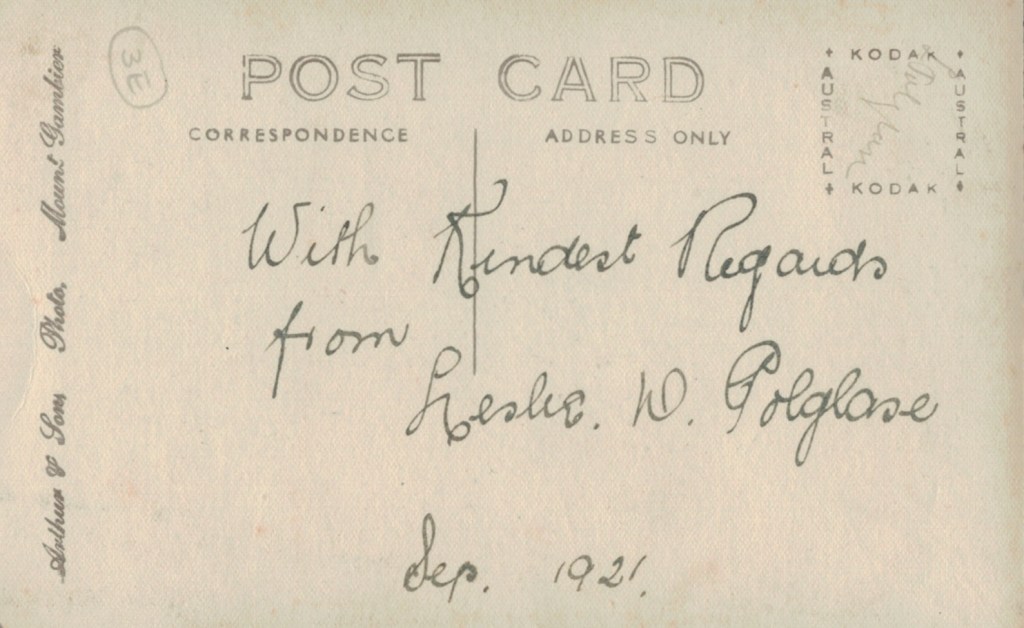 POST CARD
CORRESPONDENCE
ADDRESS ONLY
KODAK
AUSTRAL
AUSTRAL
KODAK
3E
Arthur & Sons, Photo, Mount Gambier
With Kindest Regards
from
Leslie. W. Polglase
Sep. 1921.